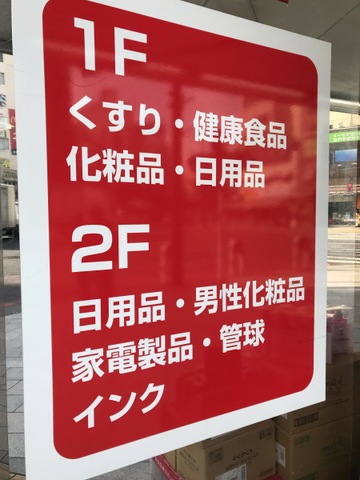 1F
くすり・健康食品
化粧品・日用品
2F
日用品・男性化粧品
家電製品・管球
インク